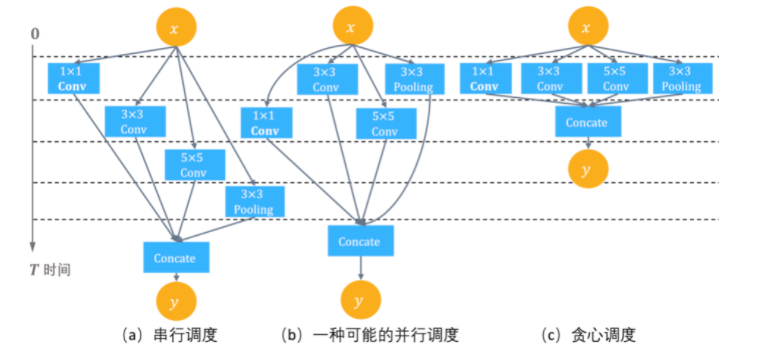 0
T 时间
x
1×1
Conv
3×3
Conv
5×5
Conv
3×3
Pooling
Concate
y
(a) 串行调度
x
3×3
Conv
3×3
Pooling
1×1
Conv
5×5
Conv
Concate
y
(b) 一种可能的并行调度
x
1×1
Conv
3×3
Conv
5×5
Conv
3×3
Pooling
Concate
y
(c) 贪心调度